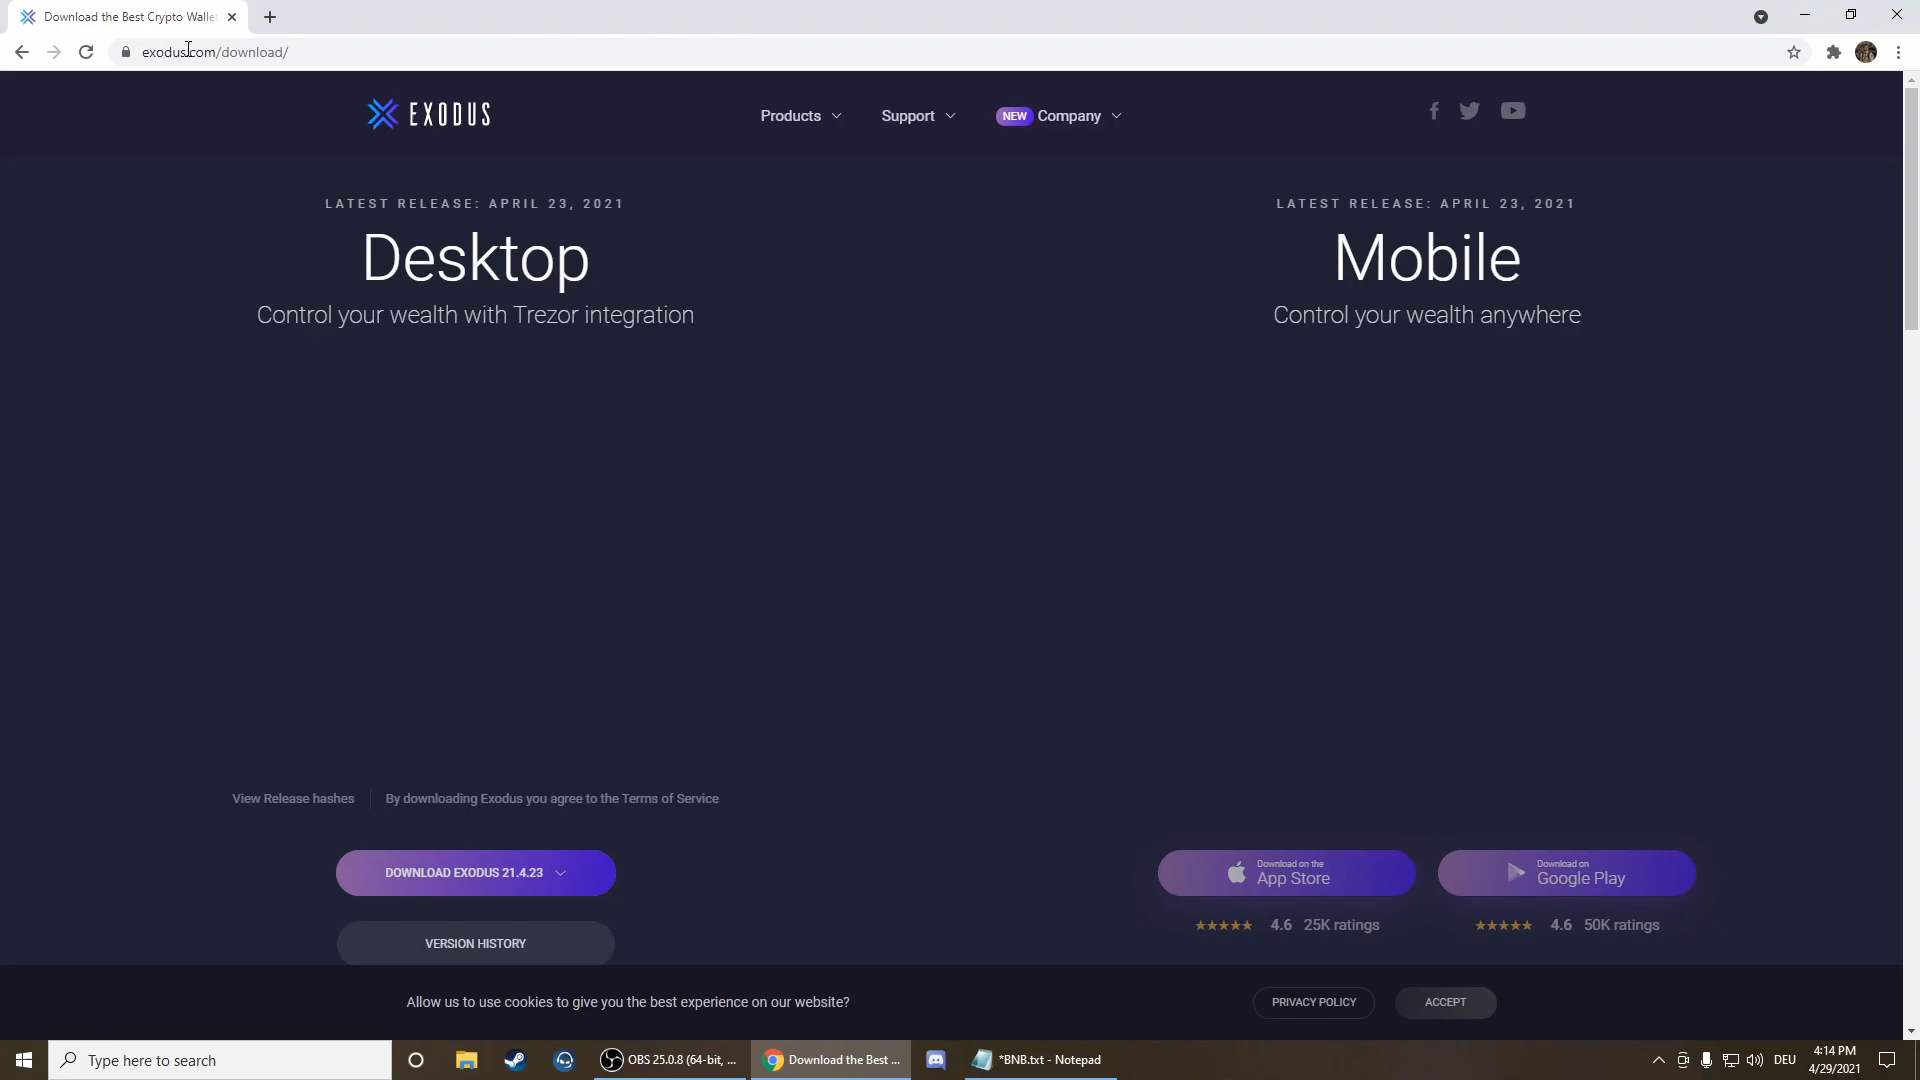 Download the Best Crypto Wallet
exodus.com/download/
EXODUS
Products
Support
NEW Company
LATEST RELEASE: APRIL 23, 2021
Desktop
Control your wealth with Trezor integration
LATEST RELEASE: APRIL 23, 2021
Mobile
Control your wealth anywhere
View Release hashes
By downloading Exodus you agree to the Terms of Service
DOWNLOAD EXODUS 21.4.23
VERSION HISTORY
Download on the
App Store
4.6 25K ratings
Download on
Google Play
4.6 50K ratings
Allow us to use cookies to give you the best experience on our website?
PRIVACY POLICY
ACCEPT
Type here to search
OBS 25.0.8 (64-bit, ...
Download the Best ...
*BNB.txt - Notepad
DEU
4:14 PM
4/29/2021